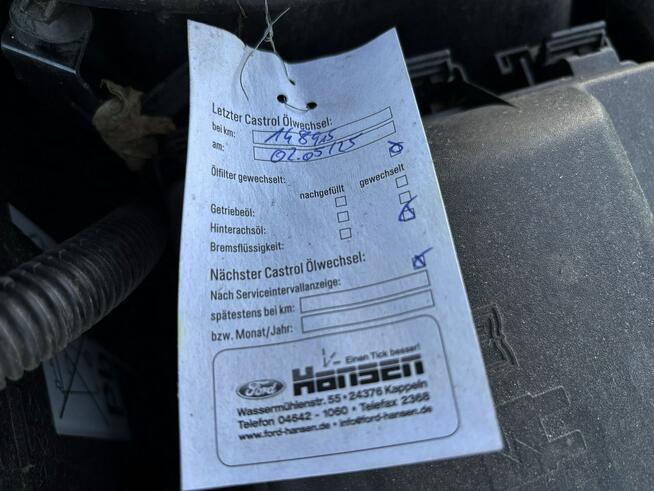 Letzter Castrol Ölwechsel:
bei km: 148915
am: 02.05/25
Ölfilter gewechselt:
nachgefüllt gewechselt
Getriebeöl:
Hinterachsöl:
Bremsflüssigkeit:
Nächster Castrol Ölwechsel:
Nach Serviceintervallanzeige:
spätestens bei km:
bzw. Monat/Jahr:
Einen Tick besser!
Ford HANSEN
Wassermühlenstr. 55 • 24376 Kappeln
Telefon 04642 - 1060 • Telefax 2368
www.ford-hansen.de • info@ford-hansen.de